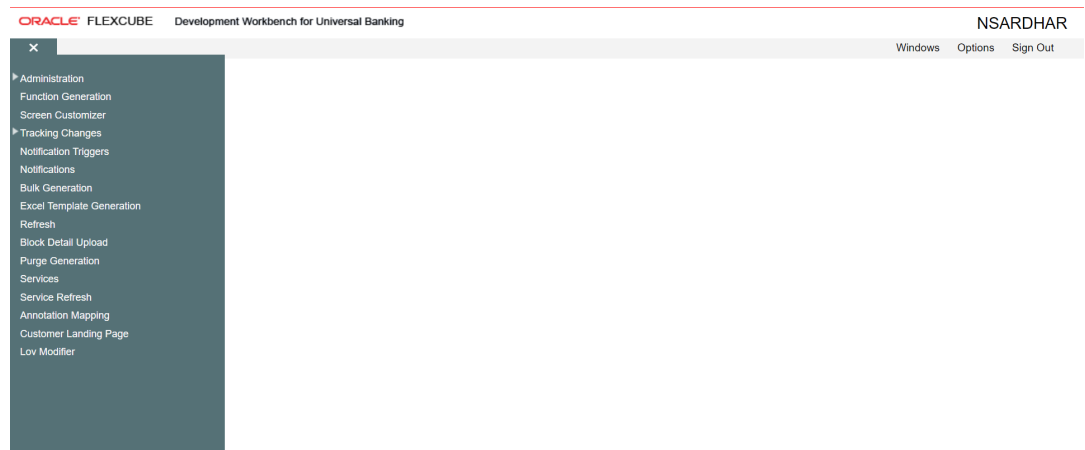 ORACLE FLEXCUBE Development Workbench for Universal Banking NSARDHAR
Windows Options Sign Out
Administration
Function Generation
Screen Customizer
Tracking Changes
Notification Triggers
Notifications
Bulk Generation
Excel Template Generation
Refresh
Block Detail Upload
Purge Generation
Services
Service Refresh
Annotation Mapping
Customer Landing Page
Lov Modifier